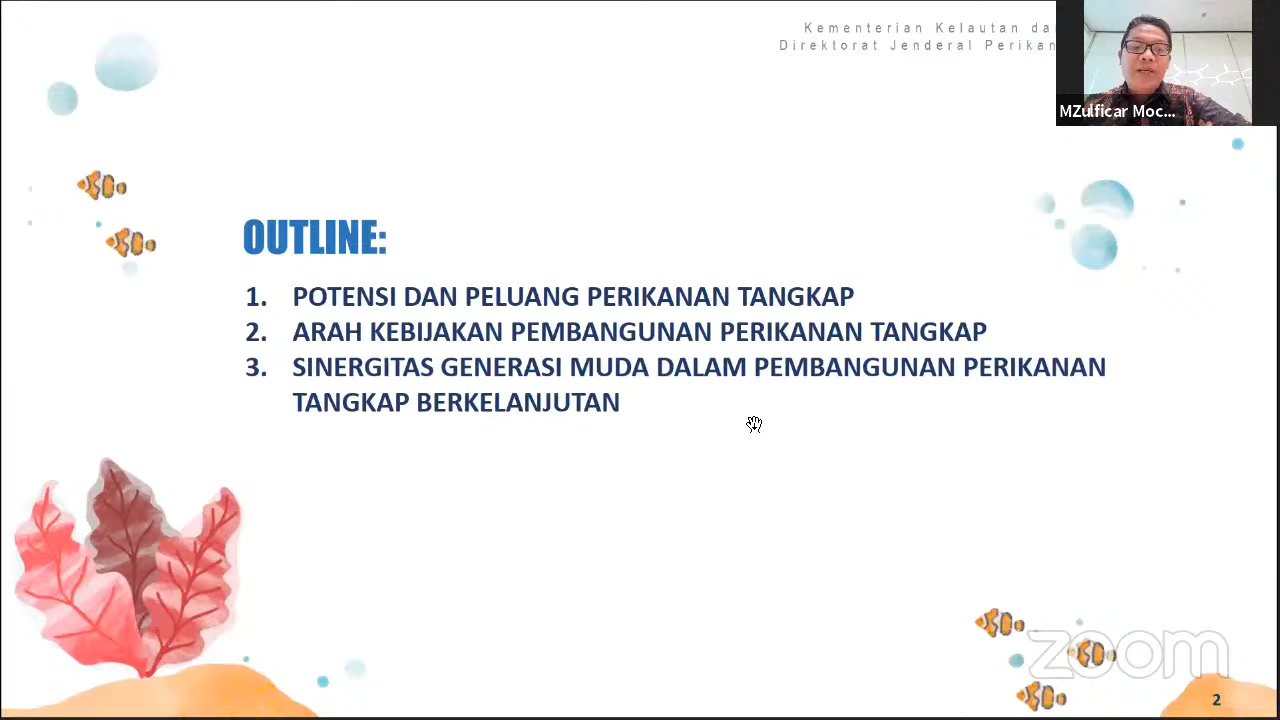 Kementerian Kelautan da
Direktorat Jenderal Perikan
MZulficar Moc...
OUTLINE:
1. POTENSI DAN PELUANG PERIKANAN TANGKAP
2. ARAH KEBIJAKAN PEMBANGUNAN PERIKANAN TANGKAP
3. SINERGITAS GENERASI MUDA DALAM PEMBANGUNAN PERIKANAN
TANGKAP BERKELANJUTAN
zoom
2